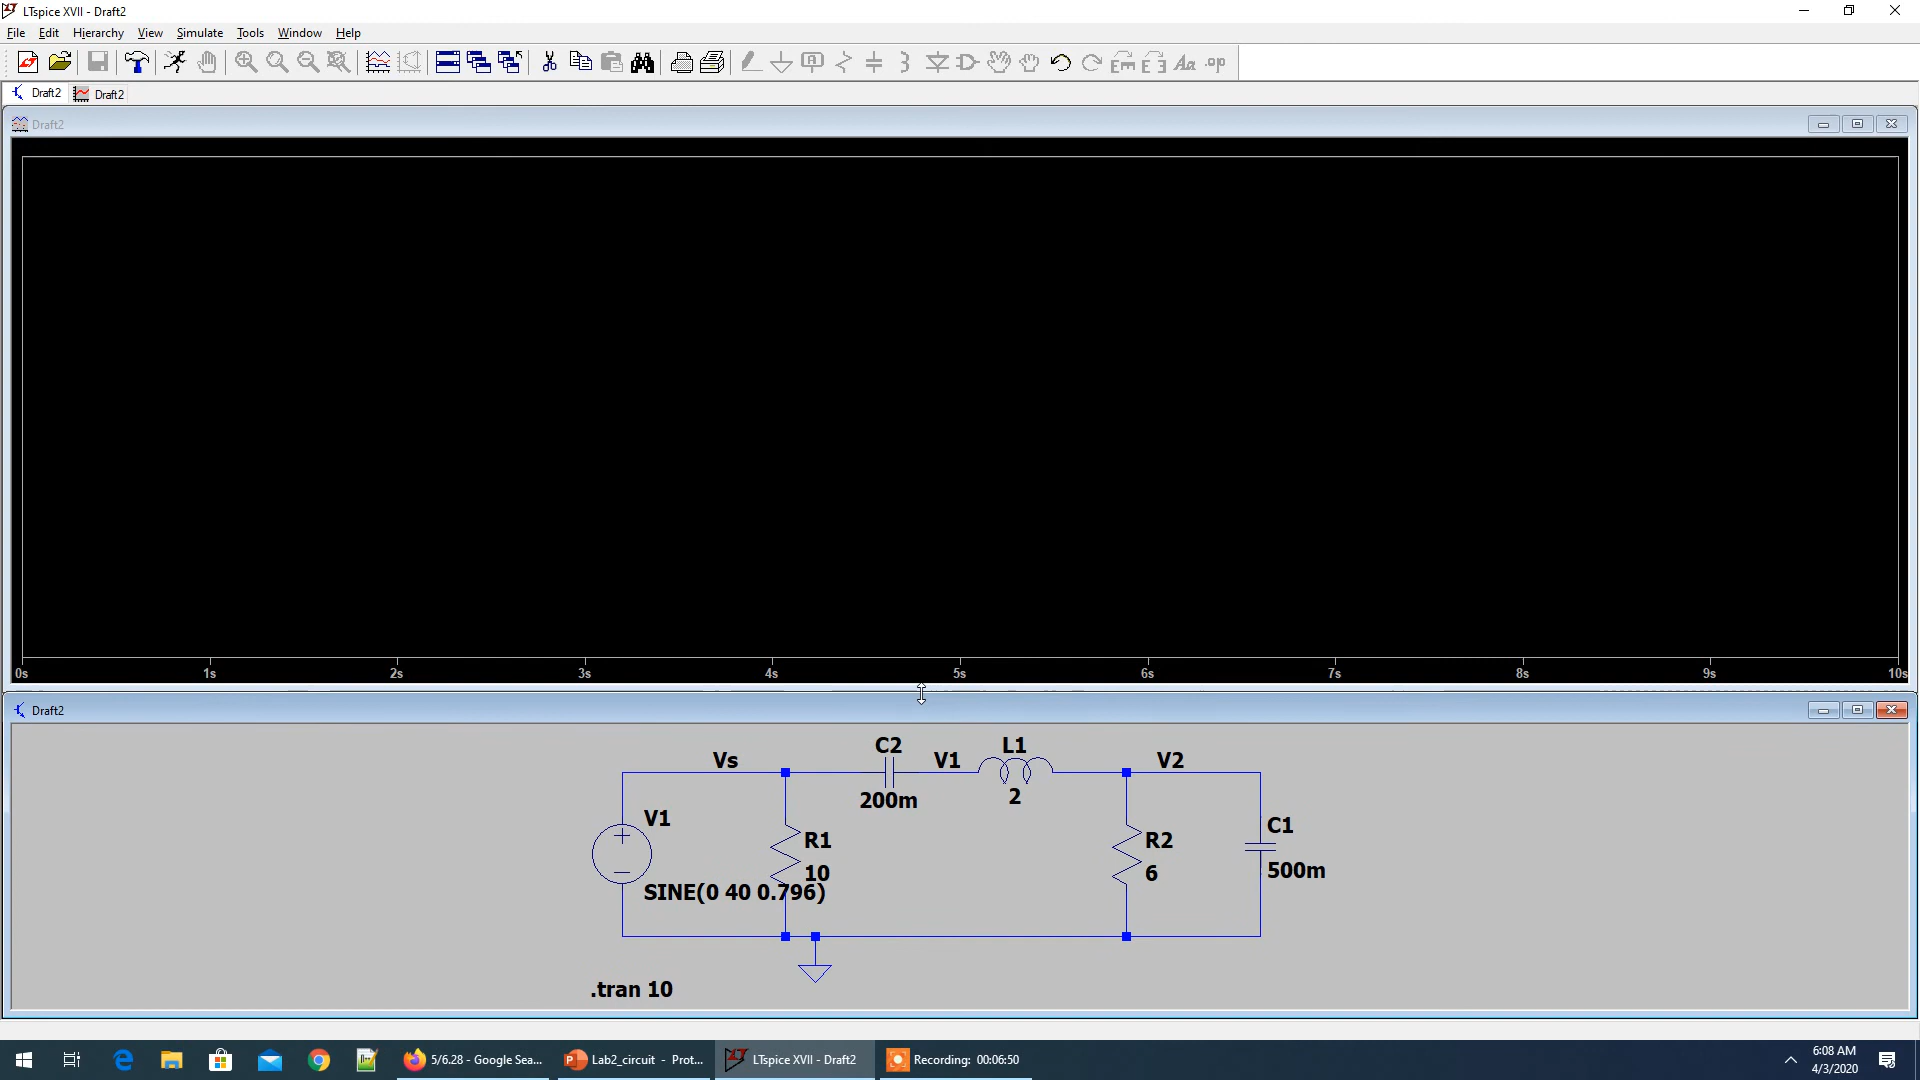 LTspice XVII - Draft2
File Edit Hierarchy View Simulate Tools Window Help
Aa .op
Draft2 Draft2
Draft2
0s 1s 2s 3s 4s 5s 6s 7s 8s 9s 10s
Draft2
C2 L1
Vs V1 V2
200m 2
V1 R1 R2 C1
10 6 500m
SINE(0 40 0.796)
.tran 10
5/6.28 - Google Sea... Lab2_circuit - Prot... LTspice XVII - Draft2 Recording: 00:06:50
6:08 AM
4/3/2020